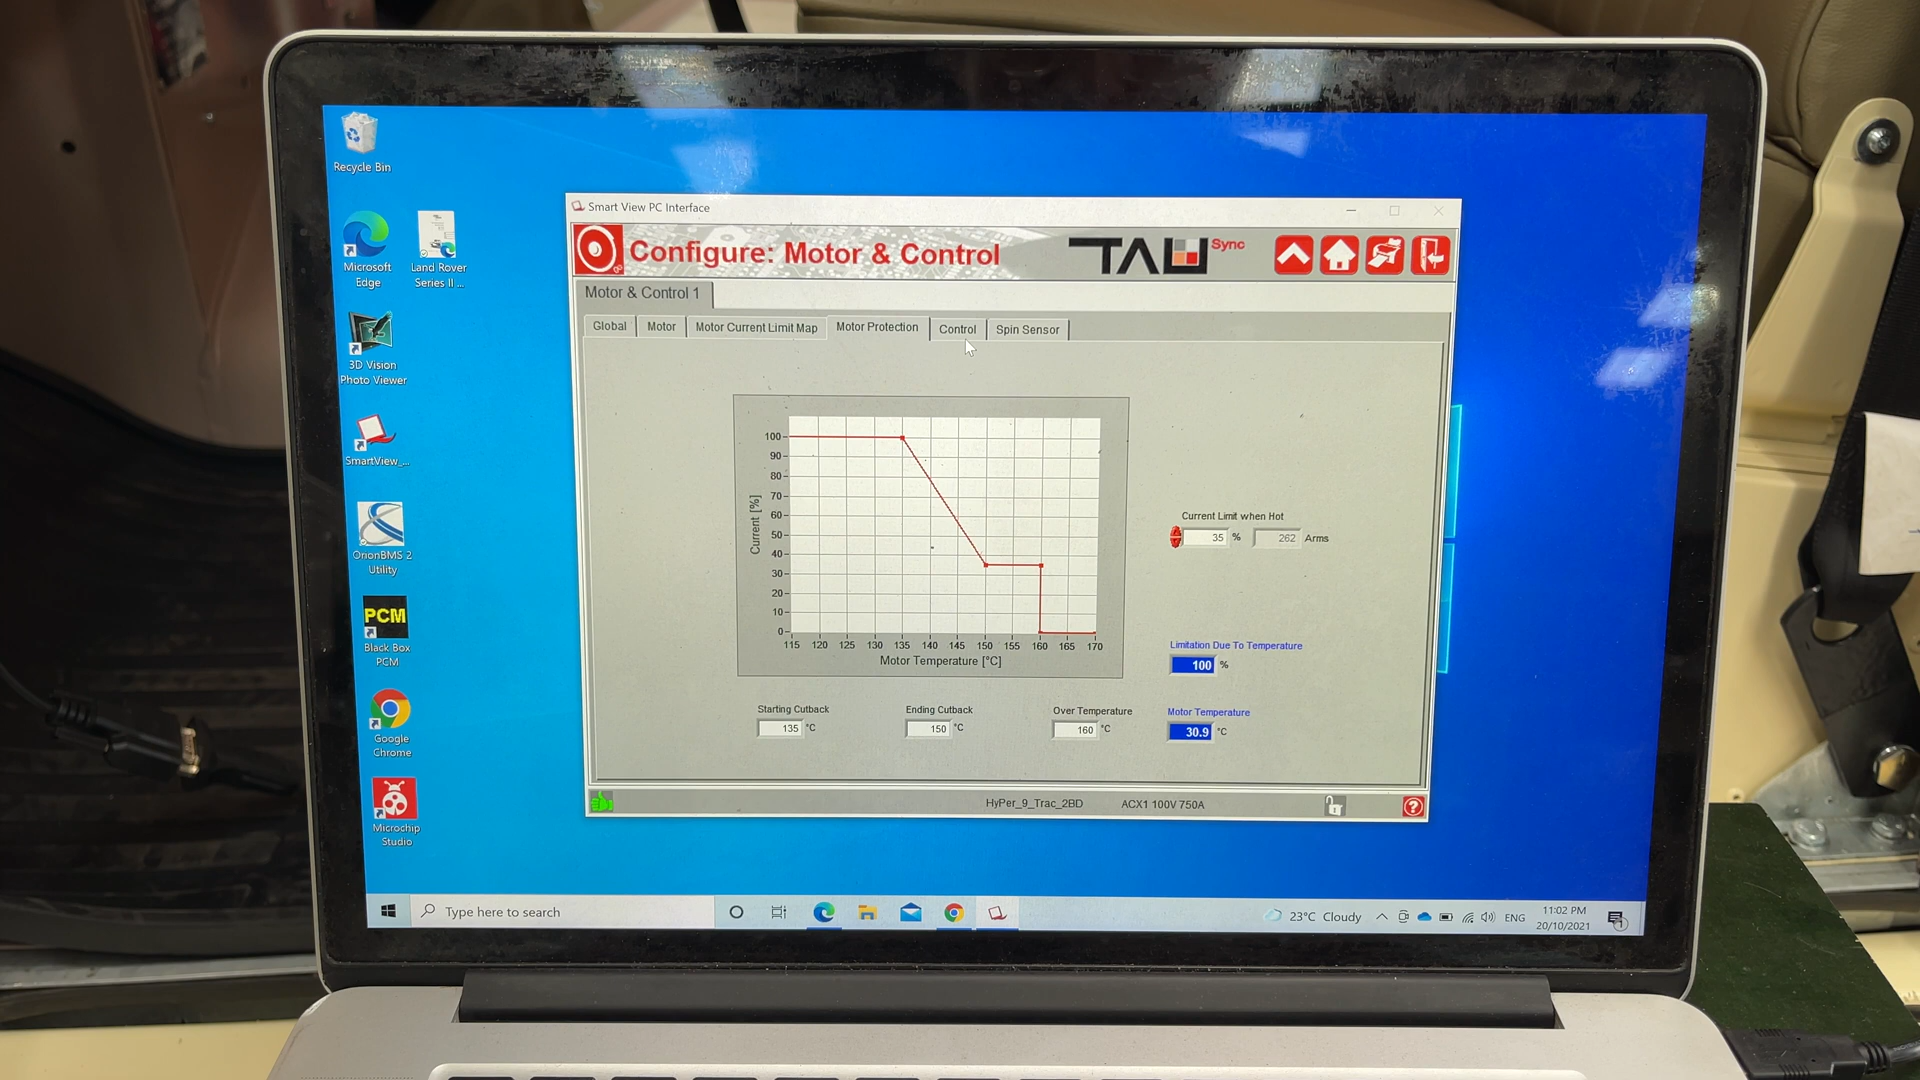 Recycle Bin
Microsoft
Edge
Land Rover
Series II ...
3D Vision
Photo Viewer
SmartView_...
OrionBMS 2
Utility
PCM
Black Box
PCM
Google
Chrome
Microchip
Studio
Smart View PC Interface
Configure: Motor & Control
TAU Sync
Motor & Control 1
Global
Motor
Motor Current Limit Map
Motor Protection
Control
Spin Sensor
Current [%]
100
90
80
70
60
50
40
30
20
10
0
115 120 125 130 135 140 145 150 155 160 165 170
Motor Temperature [°C]
Current Limit when Hot
35 % 262 Arms
Limitation Due To Temperature
100 %
Starting Cutback
135 °C
Ending Cutback
150 °C
Over Temperature
160 °C
Motor Temperature
30.9 °C
HyPer_9_Trac_2BD
ACX1 100V 750A
?
Type here to search
23°C Cloudy
ENG
11:02 PM
20/10/2021
1